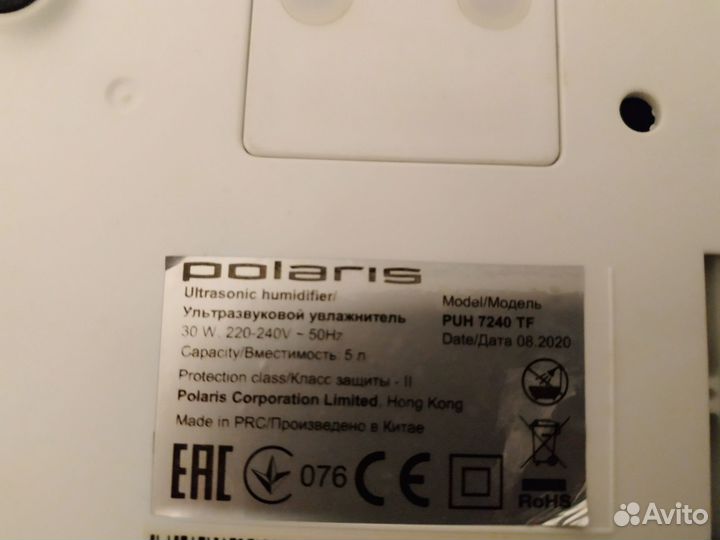 polaris
Ultrasonic humidifier/
Ультразвуковой увлажнитель
30 W. 220-240V ~ 50Hz
Capacity/Вместимость: 5 л
Protection class/Класс защиты - II
Polaris Corporation Limited, Hong Kong
Made in PRC/Произведено в Китае
Model/Модель
PUH 7240 TF
Date/Дата 08.2020
EAC 076 CE
RoHS
Avito